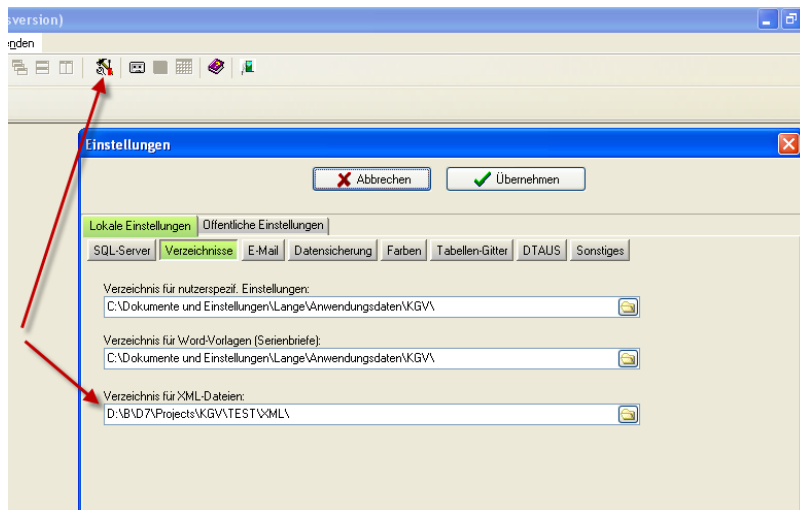 sversion)
enden
Einstellungen
Abbrechen
Übernehmen
Lokale Einstellungen
Öffentliche Einstellungen
SQL-Server
Verzeichnisse
E-Mail
Datensicherung
Farben
Tabellen-Gitter
DTAUS
Sonstiges
Verzeichnis für nutzerspezif. Einstellungen:
C:\Dokumente und Einstellungen\Lange\Anwendungsdaten\KGV\
Verzeichnis für Word-Vorlagen (Serienbriefe):
C:\Dokumente und Einstellungen\Lange\Anwendungsdaten\KGV\
Verzeichnis für XML-Dateien:
D:\B\D7\Projects\KGV\TEST\XML\